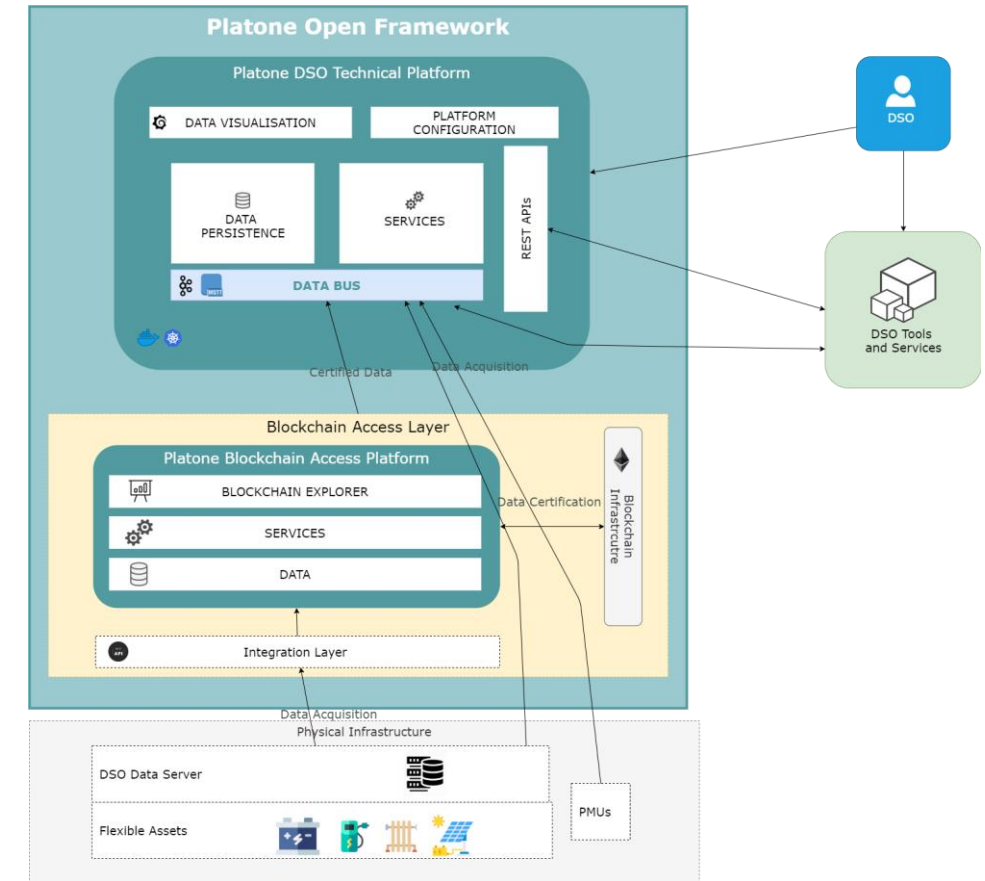 Platone Open Framework
Platone DSO Technical Platform
DATA VISUALISATION
PLATFORM
CONFIGURATION
DSO
DATA
PERSISTENCE
SERVICES
REST APIs
DATA BUS
DSO Tools
and Services
Certified Data
Data Acquisition
Blockchain Access Layer
Platone Blockchain Access Platform
BLOCKCHAIN EXPLORER
SERVICES
DATA
Data Certification
Blockchain
Infrastrcutre
API
Integration Layer
Data Acquisition
Physical Infrastructure
DSO Data Server
PMUs
Flexible Assets